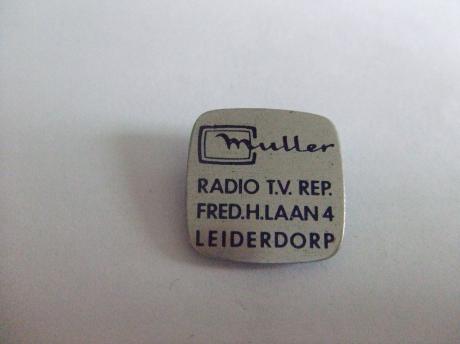 Muller
RADIO T.V. REP.
FRED.H.LAAN 4
LEIDERDORP